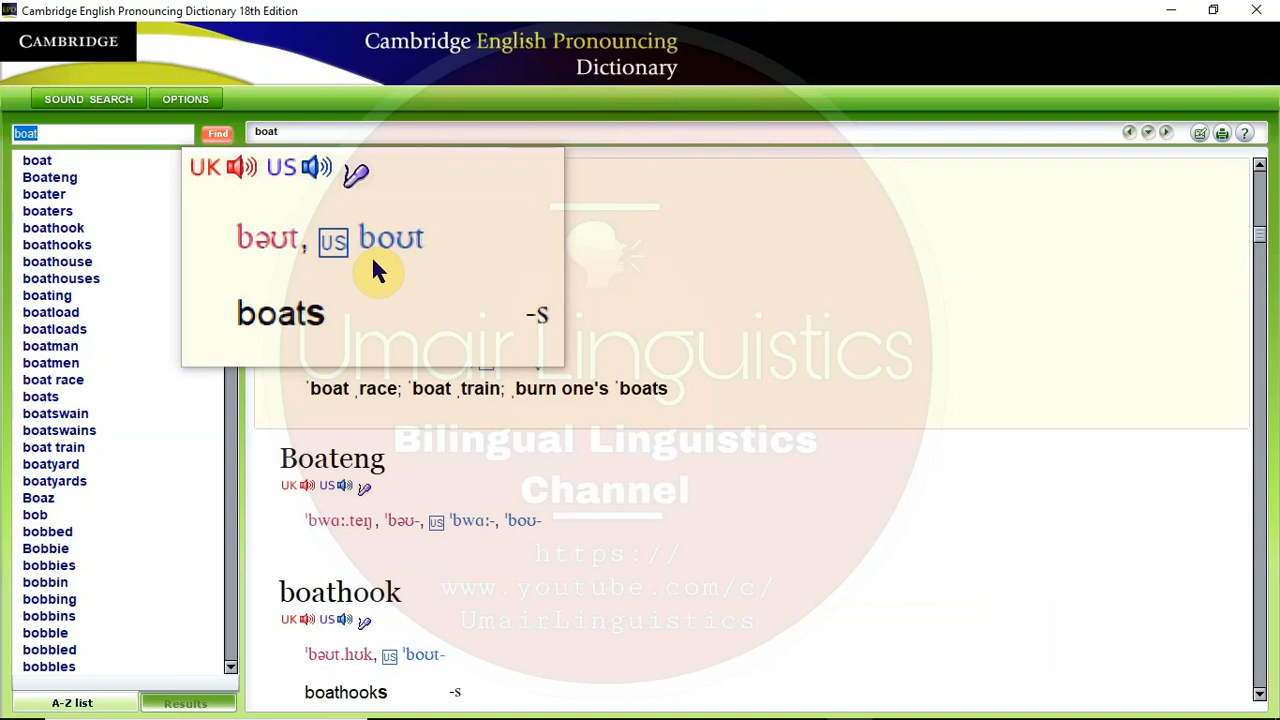 Cambridge English Pronouncing Dictionary 18th Edition
CAMBRIDGE
Cambridge English Pronouncing
Dictionary
SOUND SEARCH
OPTIONS
boat
Find
boat
boat
Boateng
boater
boaters
boathook
boathooks
boathouse
boathouses
boating
boatload
boatloads
boatman
boatmen
boat race
boats
boatswain
boatswains
boat train
boatyard
boatyards
Boaz
bob
bobbed
Bobbie
bobbies
bobbin
bobbing
bobbins
bobble
bobbled
bobbles
A-Z list
Results
UK US
bəʊt, US boʊt
boats -s
ˈboat ˌrace; ˈboat ˌtrain; ˌburn one's ˈboats
Boateng
UK US
ˈbwɑː.teŋ, ˈbəʊ-, US ˈbwɑː-, ˈboʊ-
boathook
UK US
ˈbəʊt.hʊk, US ˈboʊt-
boathooks -s
Umair Linguistics
Bilingual Linguistics
Channel
https://
www.youtube.com/c/
UmairLinguistics